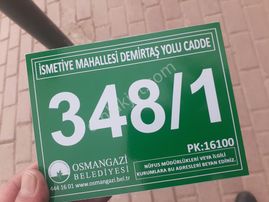 İSMETİYE MAHALLESİ DEMİRTAŞ YOLU CADDE
348/1
PK:16100
OSMANGAZİ
BELEDİYESİ
444 16 01 www.osmangazi.bel.tr
NÜFUS MÜDÜRLÜKLERİ VEYA İLGİLİ
KURUMLARA BU ADRESLERİ BEYAN EDİNİZ.